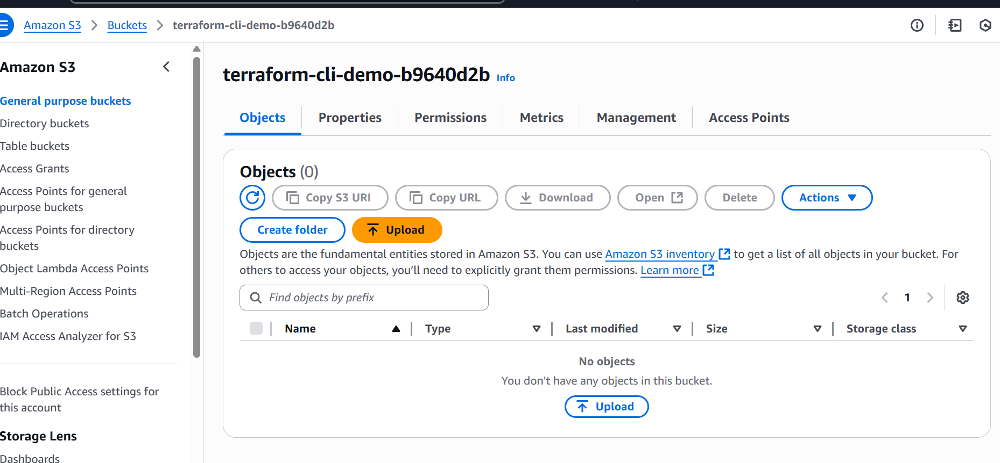 Amazon S3 > Buckets > terraform-cli-demo-b9640d2b
Amazon S3
General purpose buckets
Directory buckets
Table buckets
Access Grants
Access Points for general
purpose buckets
Access Points for directory
buckets
Object Lambda Access Points
Multi-Region Access Points
Batch Operations
IAM Access Analyzer for S3
Block Public Access settings for
this account
Storage Lens
Dashboards
terraform-cli-demo-b9640d2b Info
Objects Properties Permissions Metrics Management Access Points
Objects (0)
Copy S3 URI Copy URL Download Open Delete Actions
Create folder Upload
Objects are the fundamental entities stored in Amazon S3. You can use Amazon S3 inventory to get a list of all objects in your bucket. For
others to access your objects, you’ll need to explicitly grant them permissions. Learn more
Find objects by prefix
1
Name Type Last modified Size Storage class
No objects
You don't have any objects in this bucket.
Upload